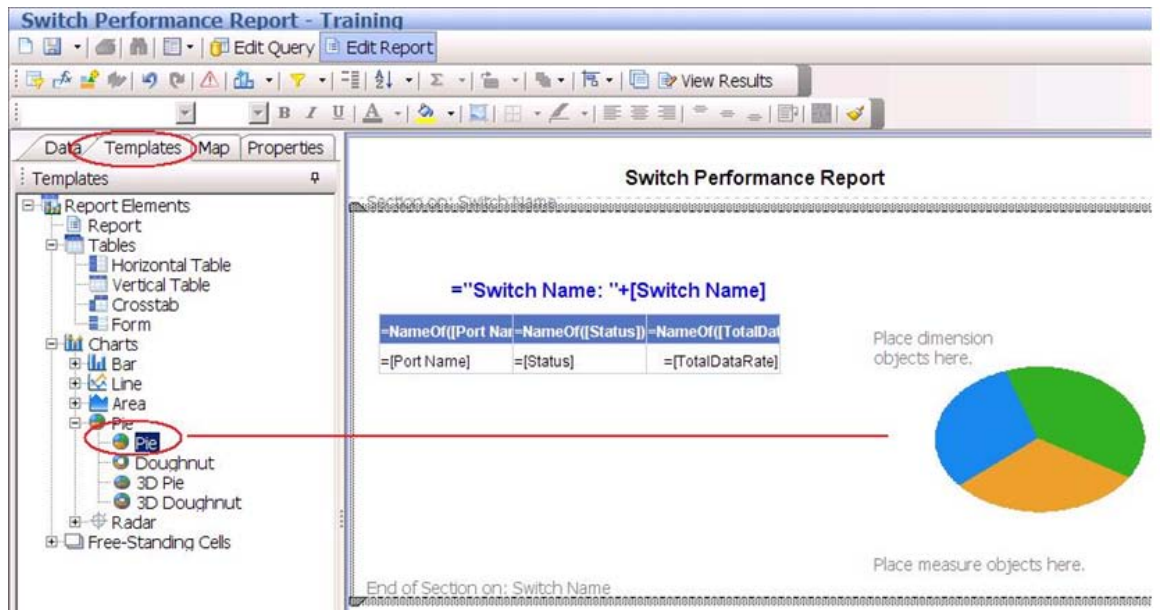 Switch Performance Report - Training
Edit Query Edit Report
View Results
B I U A
Data Templates Map Properties
Templates
Report Elements
Report
Tables
Horizontal Table
Vertical Table
Crosstab
Form
Charts
Bar
Line
Area
Pie
Pie
Doughnut
3D Pie
3D Doughnut
Radar
Free-Standing Cells
Switch Performance Report
Section on: Switch Name
="Switch Name: "+[Switch Name]
=NameOf([Port Nar =NameOf([Status]) =NameOf([TotalDat
=[Port Name] =[Status] =[TotalDataRate]
Place dimension
objects here.
Place measure objects here.
End of Section on: Switch Name